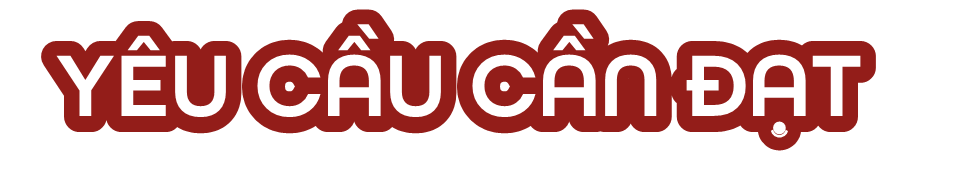 YÊU CẦU CẦN ĐẠT